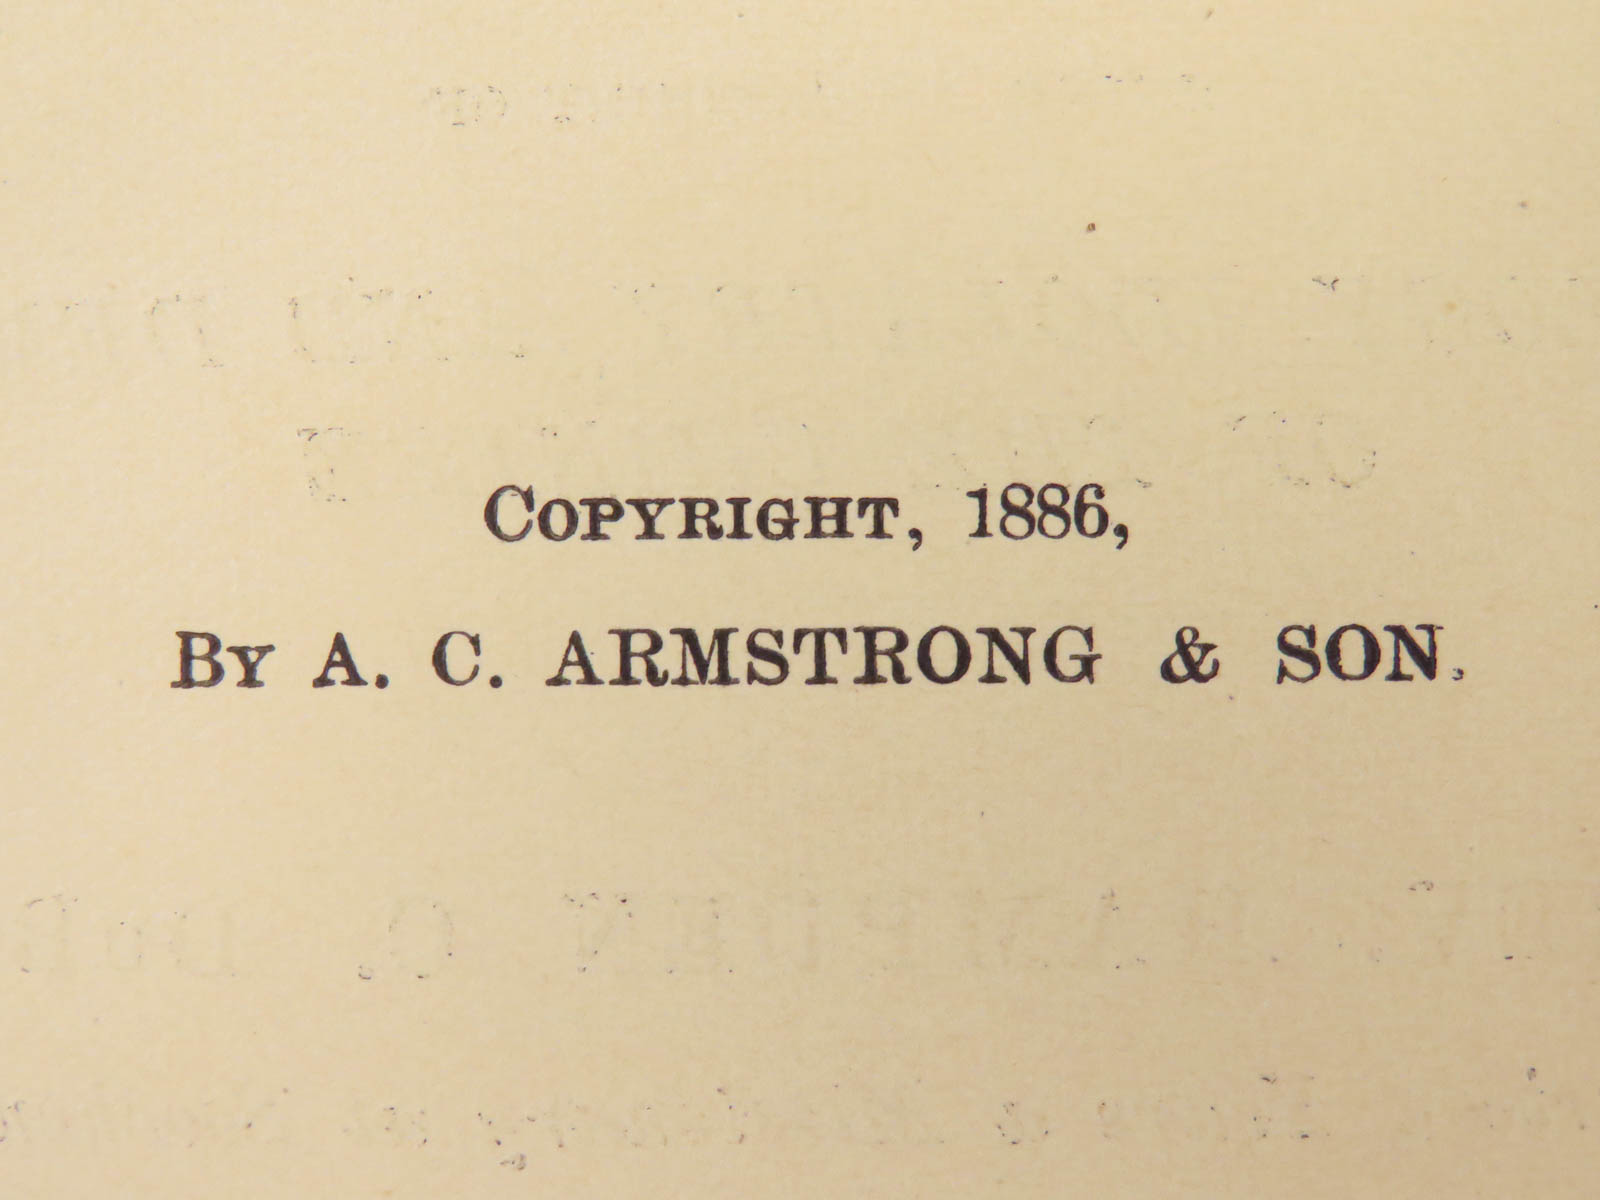 COPYRIGHT, 1886,
BY A. C. ARMSTRONG & SON.